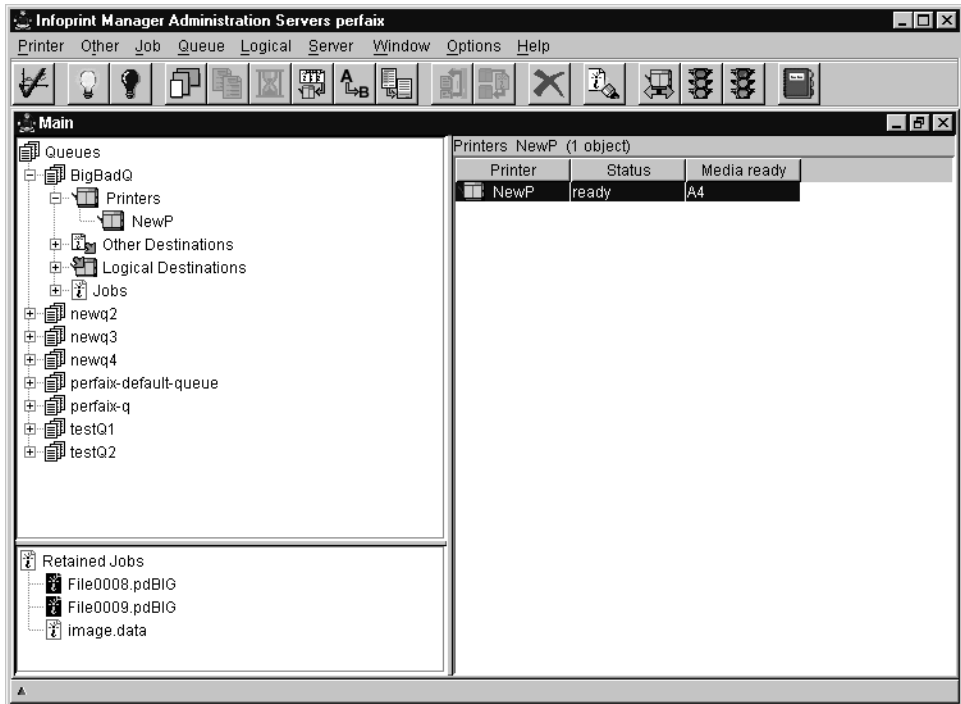 Infoprint Manager Administration Servers perfaix
Printer Other Job Queue Logical Server Window Options Help
Main
Queues
BigBadQ
Printers
NewP
Other Destinations
Logical Destinations
Jobs
newq2
newq3
newq4
perfaix-default-queue
perfaix-q
testQ1
testQ2
Retained Jobs
File0008.pdBIG
File0009.pdBIG
image.data
Printers NewP (1 object)
Printer Status Media ready
NewP ready A4